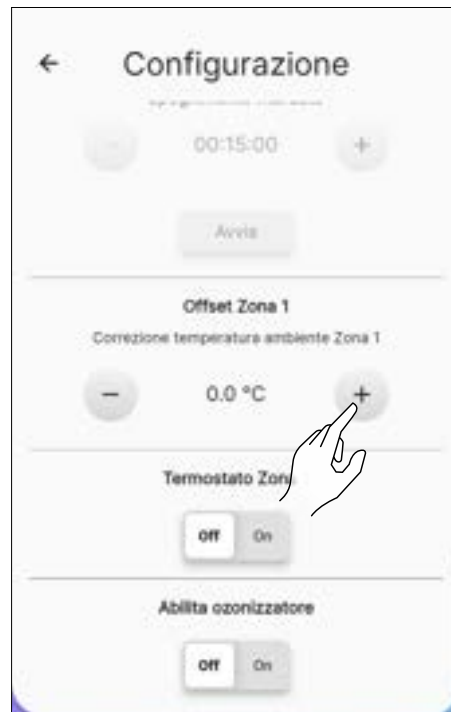 Configurazione
- 00:15:00 +
Avvia
Offset Zona 1
Correzione temperatura ambiente Zona 1
- 0.0 °C +
Termostato
Off On
Abilita ozonizzatore
Off On